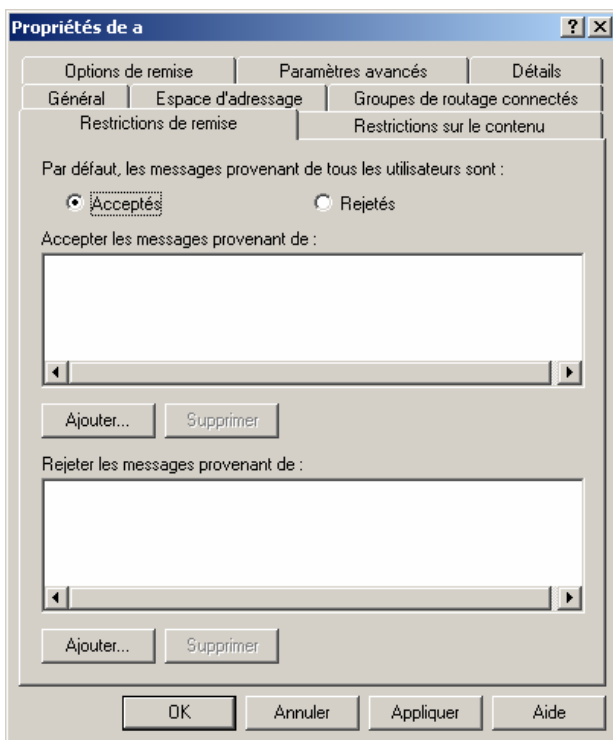 Propriétés de a
Options de remise Paramètres avancés Détails
Général Espace d'adressage Groupes de routage connectés
Restrictions de remise Restrictions sur le contenu
Par défaut, les messages provenant de tous les utilisateurs sont :
Acceptés Rejetés
Accepter les messages provenant de :
Ajouter... Supprimer
Rejeter les messages provenant de :
Ajouter... Supprimer
OK Annuler Appliquer Aide